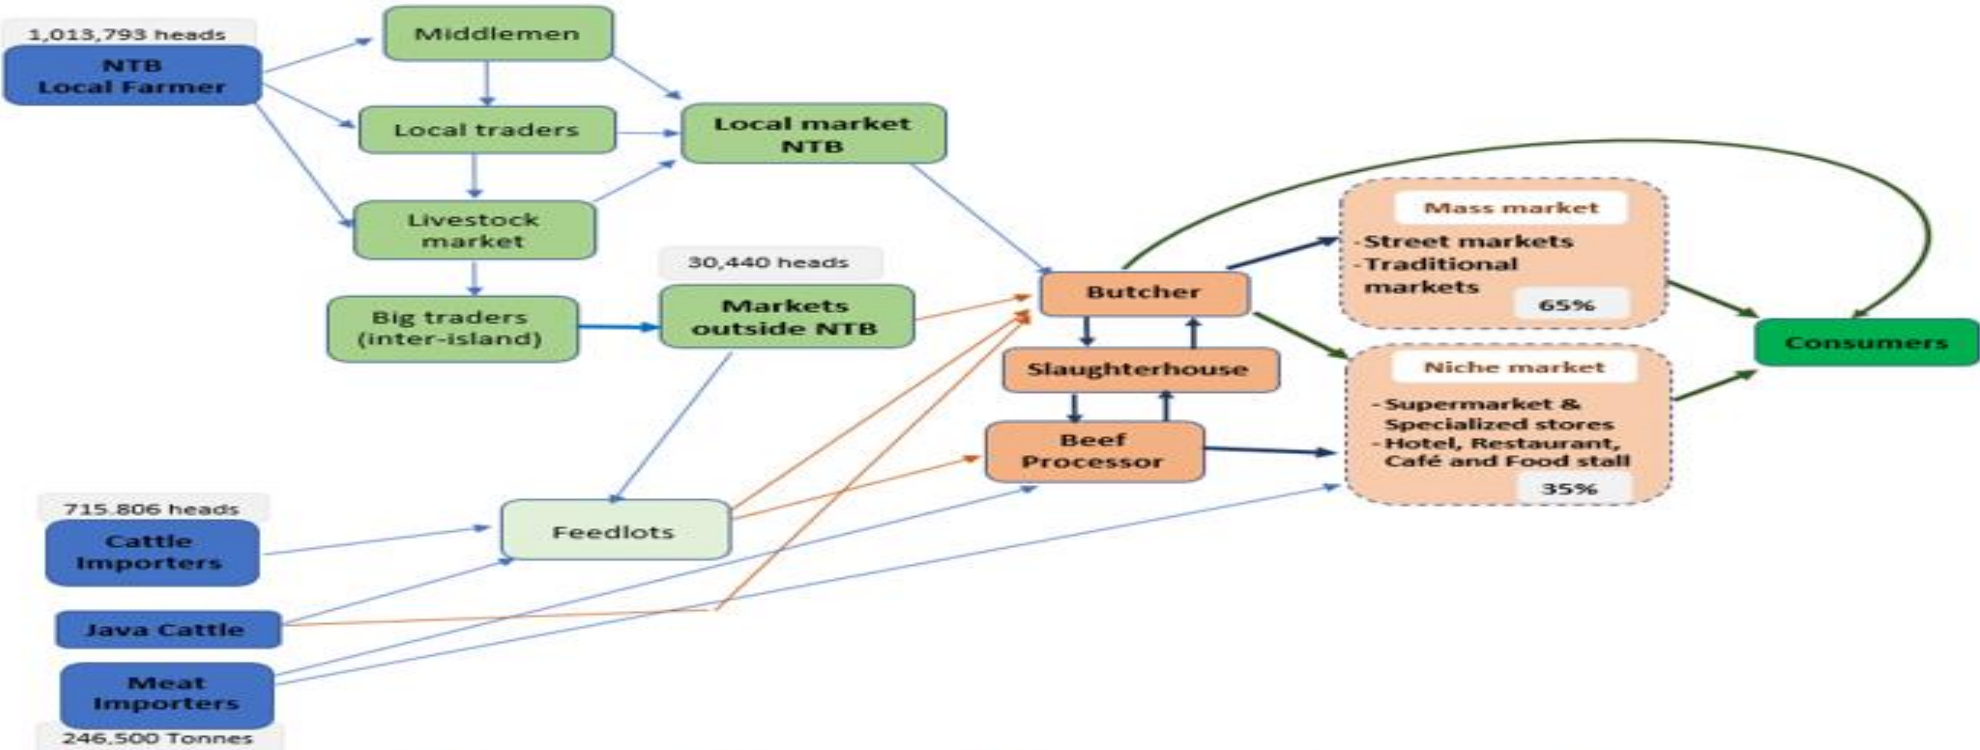 1,013,793 heads
NTB
Local Farmer
Middlemen
Local traders
Local market
NTB
Livestock
market
Big traders
(inter-island)
30,440 heads
Markets
outside NTB
Butcher
Slaughterhouse
Beef
Processor
Mass market
-Street markets
-Traditional
markets
65%
Niche market
-Supermarket &
Specialized stores
-Hotel, Restaurant,
Café and Food stall
35%
Consumers
715.806 heads
Cattle
Importers
Feedlots
Java Cattle
Meat
Importers
246,500 Tonnes